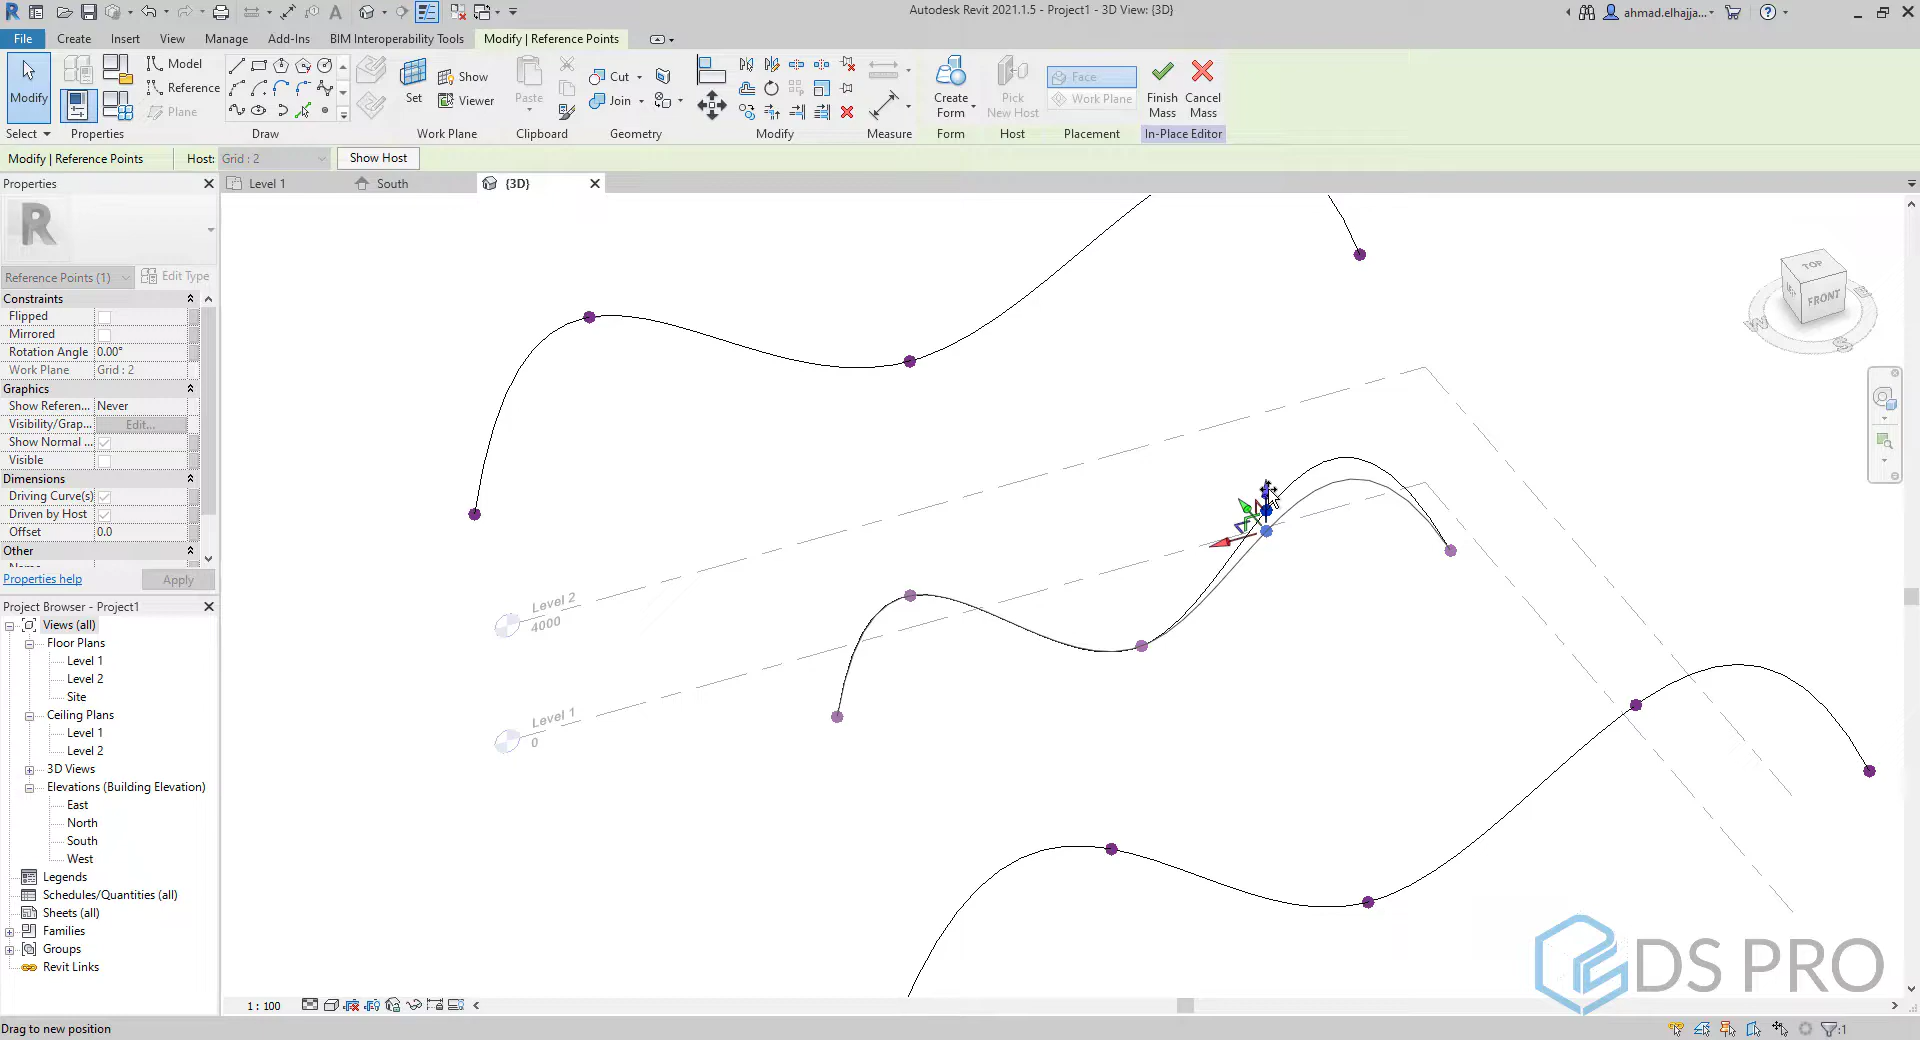 Autodesk Revit 2021.1.5 - Project1 - 3D View: {3D}
ahmad.elhajja...
File Create Insert View Manage Add-Ins BIM Interoperability Tools Modify | Reference Points
Modify
Select
Properties
Model
Reference
Plane
Draw
Set
Show
Viewer
Work Plane
Paste
Clipboard
Cut
Join
Geometry
Modify
Measure
Create Form
Form
Pick New Host
Host
Face
Work Plane
Placement
Finish Mass
Cancel Mass
In-Place Editor
Modify | Reference Points Host: Grid : 2 Show Host
Properties
Level 1 South {3D}
R
Reference Points (1) Edit Type
Constraints
Flipped
Mirrored
Rotation Angle 0.00°
Work Plane Grid : 2
Graphics
Show Referen... Never
Visibility/Grap... Edit...
Show Normal ...
Visible
Dimensions
Driving Curve(s)
Driven by Host
Offset 0.0
Other
Properties help Apply
Project Browser - Project1
Views (all)
Floor Plans
Level 1
Level 2
Site
Ceiling Plans
Level 1
Level 2
3D Views
Elevations (Building Elevation)
East
North
South
West
Legends
Schedules/Quantities (all)
Sheets (all)
Families
Groups
Revit Links
TOP
FRONT
W
S
Level 2
4000
Level 1
0
DS PRO
1 : 100
Drag to new position
:1